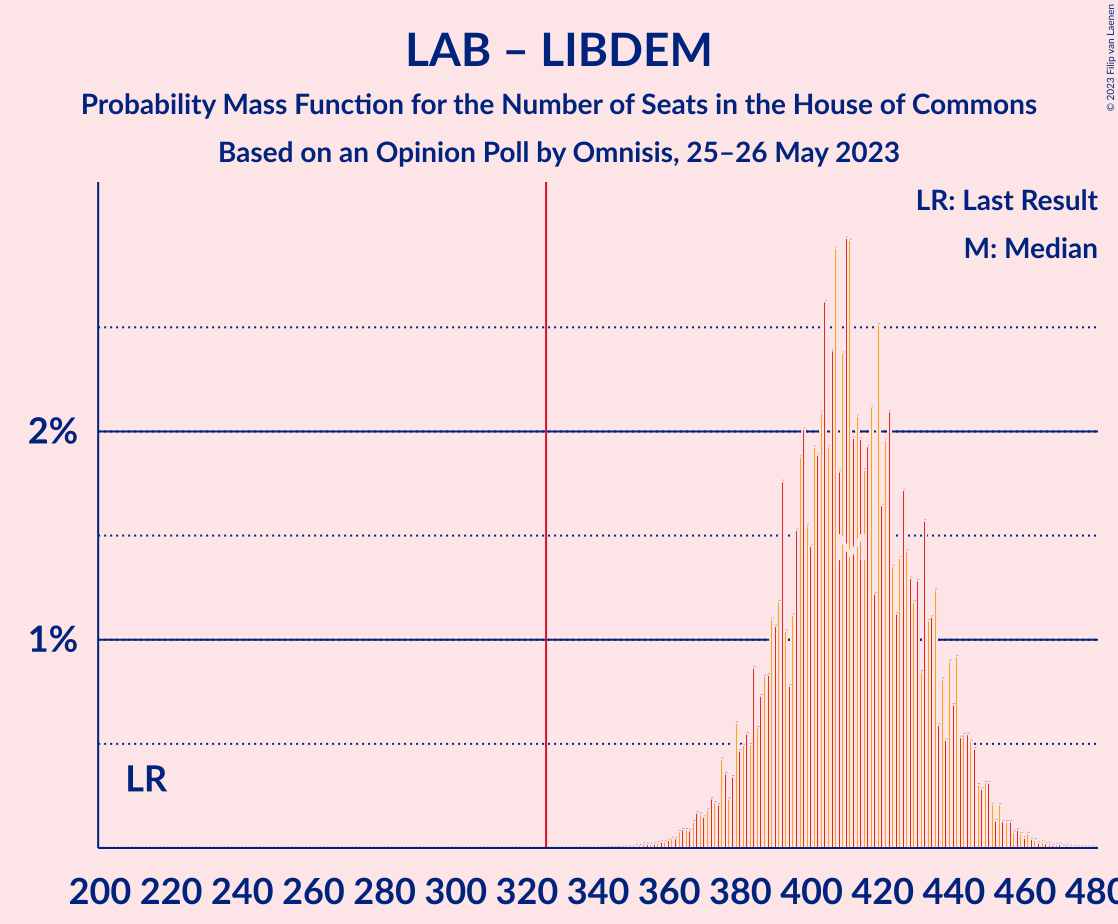 LAB – LIBDEM
Probability Mass Function for the Number of Seats in the House of Commons
Based on an Opinion Poll by Omnisis, 25–26 May 2023
© 2023 Filip van Laenen
LR: Last Result
M: Median
2%
1%
LR
200 220 240 260 280 300 320 340 360 380 400 420 440 460 480